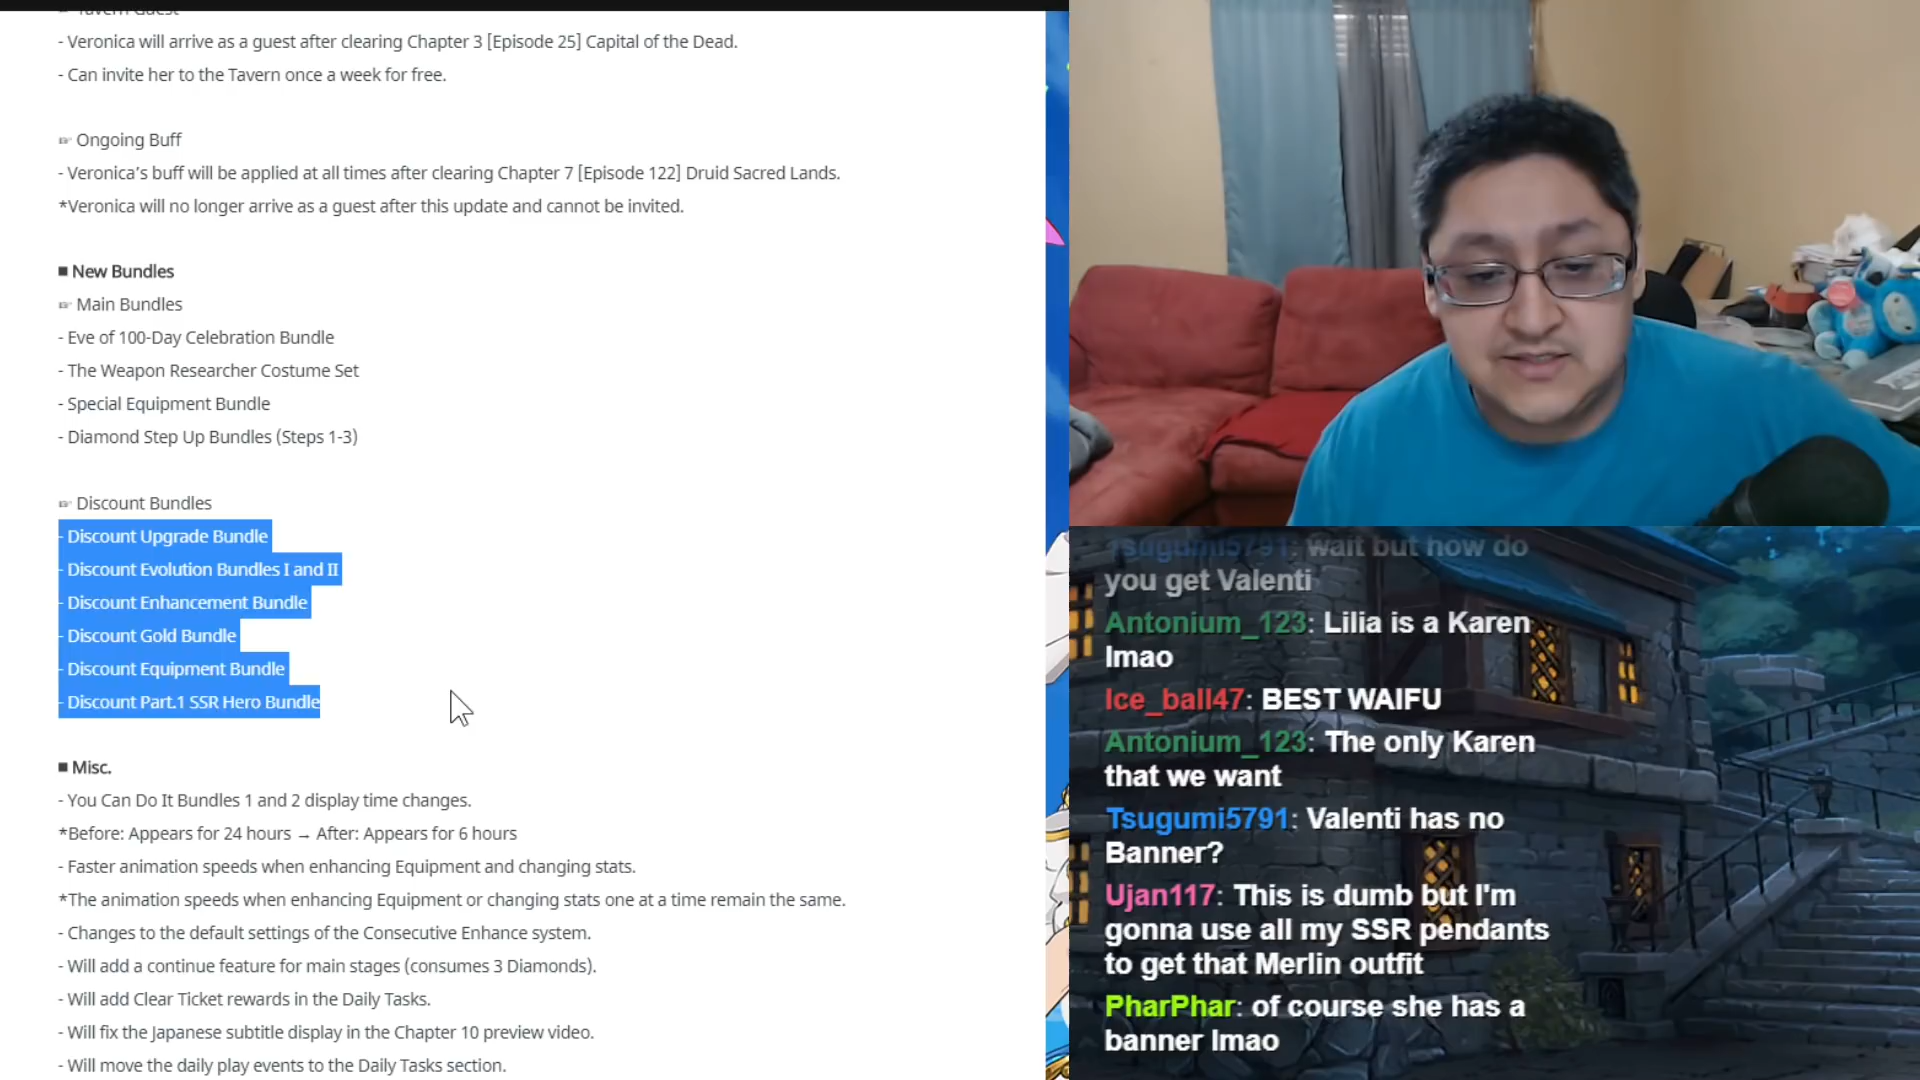 ☞ Tavern Guest
- Veronica will arrive as a guest after clearing Chapter 3 [Episode 25] Capital of the Dead.
- Can invite her to the Tavern once a week for free.
☞ Ongoing Buff
- Veronica’s buff will be applied at all times after clearing Chapter 7 [Episode 122] Druid Sacred Lands.
*Veronica will no longer arrive as a guest after this update and cannot be invited.
■ New Bundles
☞ Main Bundles
- Eve of 100-Day Celebration Bundle
- The Weapon Researcher Costume Set
- Special Equipment Bundle
- Diamond Step Up Bundles (Steps 1-3)
☞ Discount Bundles
- Discount Upgrade Bundle
- Discount Evolution Bundles I and II
- Discount Enhancement Bundle
- Discount Gold Bundle
- Discount Equipment Bundle
- Discount Part.1 SSR Hero Bundle
■ Misc.
- You Can Do It Bundles 1 and 2 display time changes.
*Before: Appears for 24 hours → After: Appears for 6 hours
- Faster animation speeds when enhancing Equipment and changing stats.
*The animation speeds when enhancing Equipment or changing stats one at a time remain the same.
- Changes to the default settings of the Consecutive Enhance system.
- Will add a continue feature for main stages (consumes 3 Diamonds).
- Will add Clear Ticket rewards in the Daily Tasks.
- Will fix the Japanese subtitle display in the Chapter 10 preview video.
- Will move the daily play events to the Daily Tasks section.
Tsugumi5791: wait but how do
you get Valenti
Antonium_123: Lilia is a Karen
lmao
Ice_ball47: BEST WAIFU
Antonium_123: The only Karen
that we want
Tsugumi5791: Valenti has no
Banner?
Ujan117: This is dumb but I'm
gonna use all my SSR pendants
to get that Merlin outfit
PharPhar: of course she has a
banner lmao